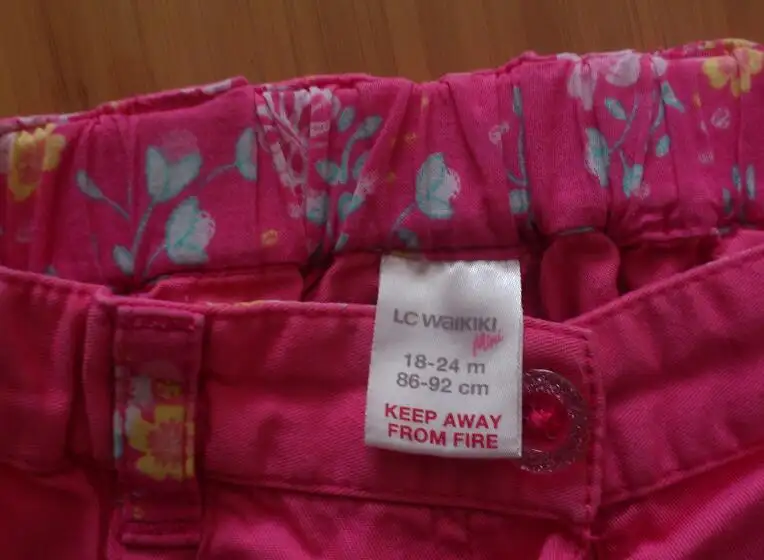 LC WAIKIKI
Mini
18-24 m
86-92 cm
KEEP AWAY
FROM FIRE